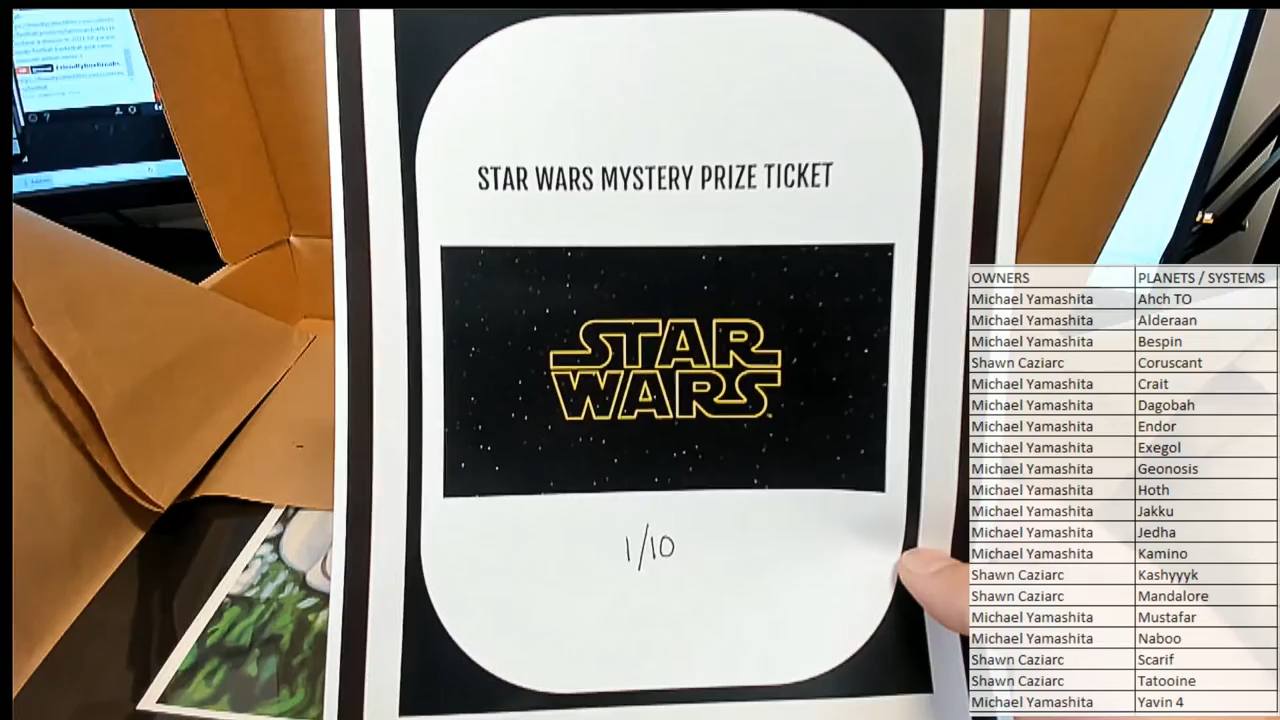 STAR WARS MYSTERY PRIZE TICKET
STAR
WARS
1/10
OWNERS PLANETS / SYSTEMS
Michael Yamashita Ahch TO
Michael Yamashita Alderaan
Michael Yamashita Bespin
Shawn Caziarc Coruscant
Michael Yamashita Crait
Michael Yamashita Dagobah
Michael Yamashita Endor
Michael Yamashita Exegol
Michael Yamashita Geonosis
Michael Yamashita Hoth
Michael Yamashita Jakku
Michael Yamashita Jedha
Michael Yamashita Kamino
Shawn Caziarc Kashyyyk
Shawn Caziarc Mandalore
Michael Yamashita Mustafar
Michael Yamashita Naboo
Shawn Caziarc Scarif
Shawn Caziarc Tatooine
Michael Yamashita Yavin 4